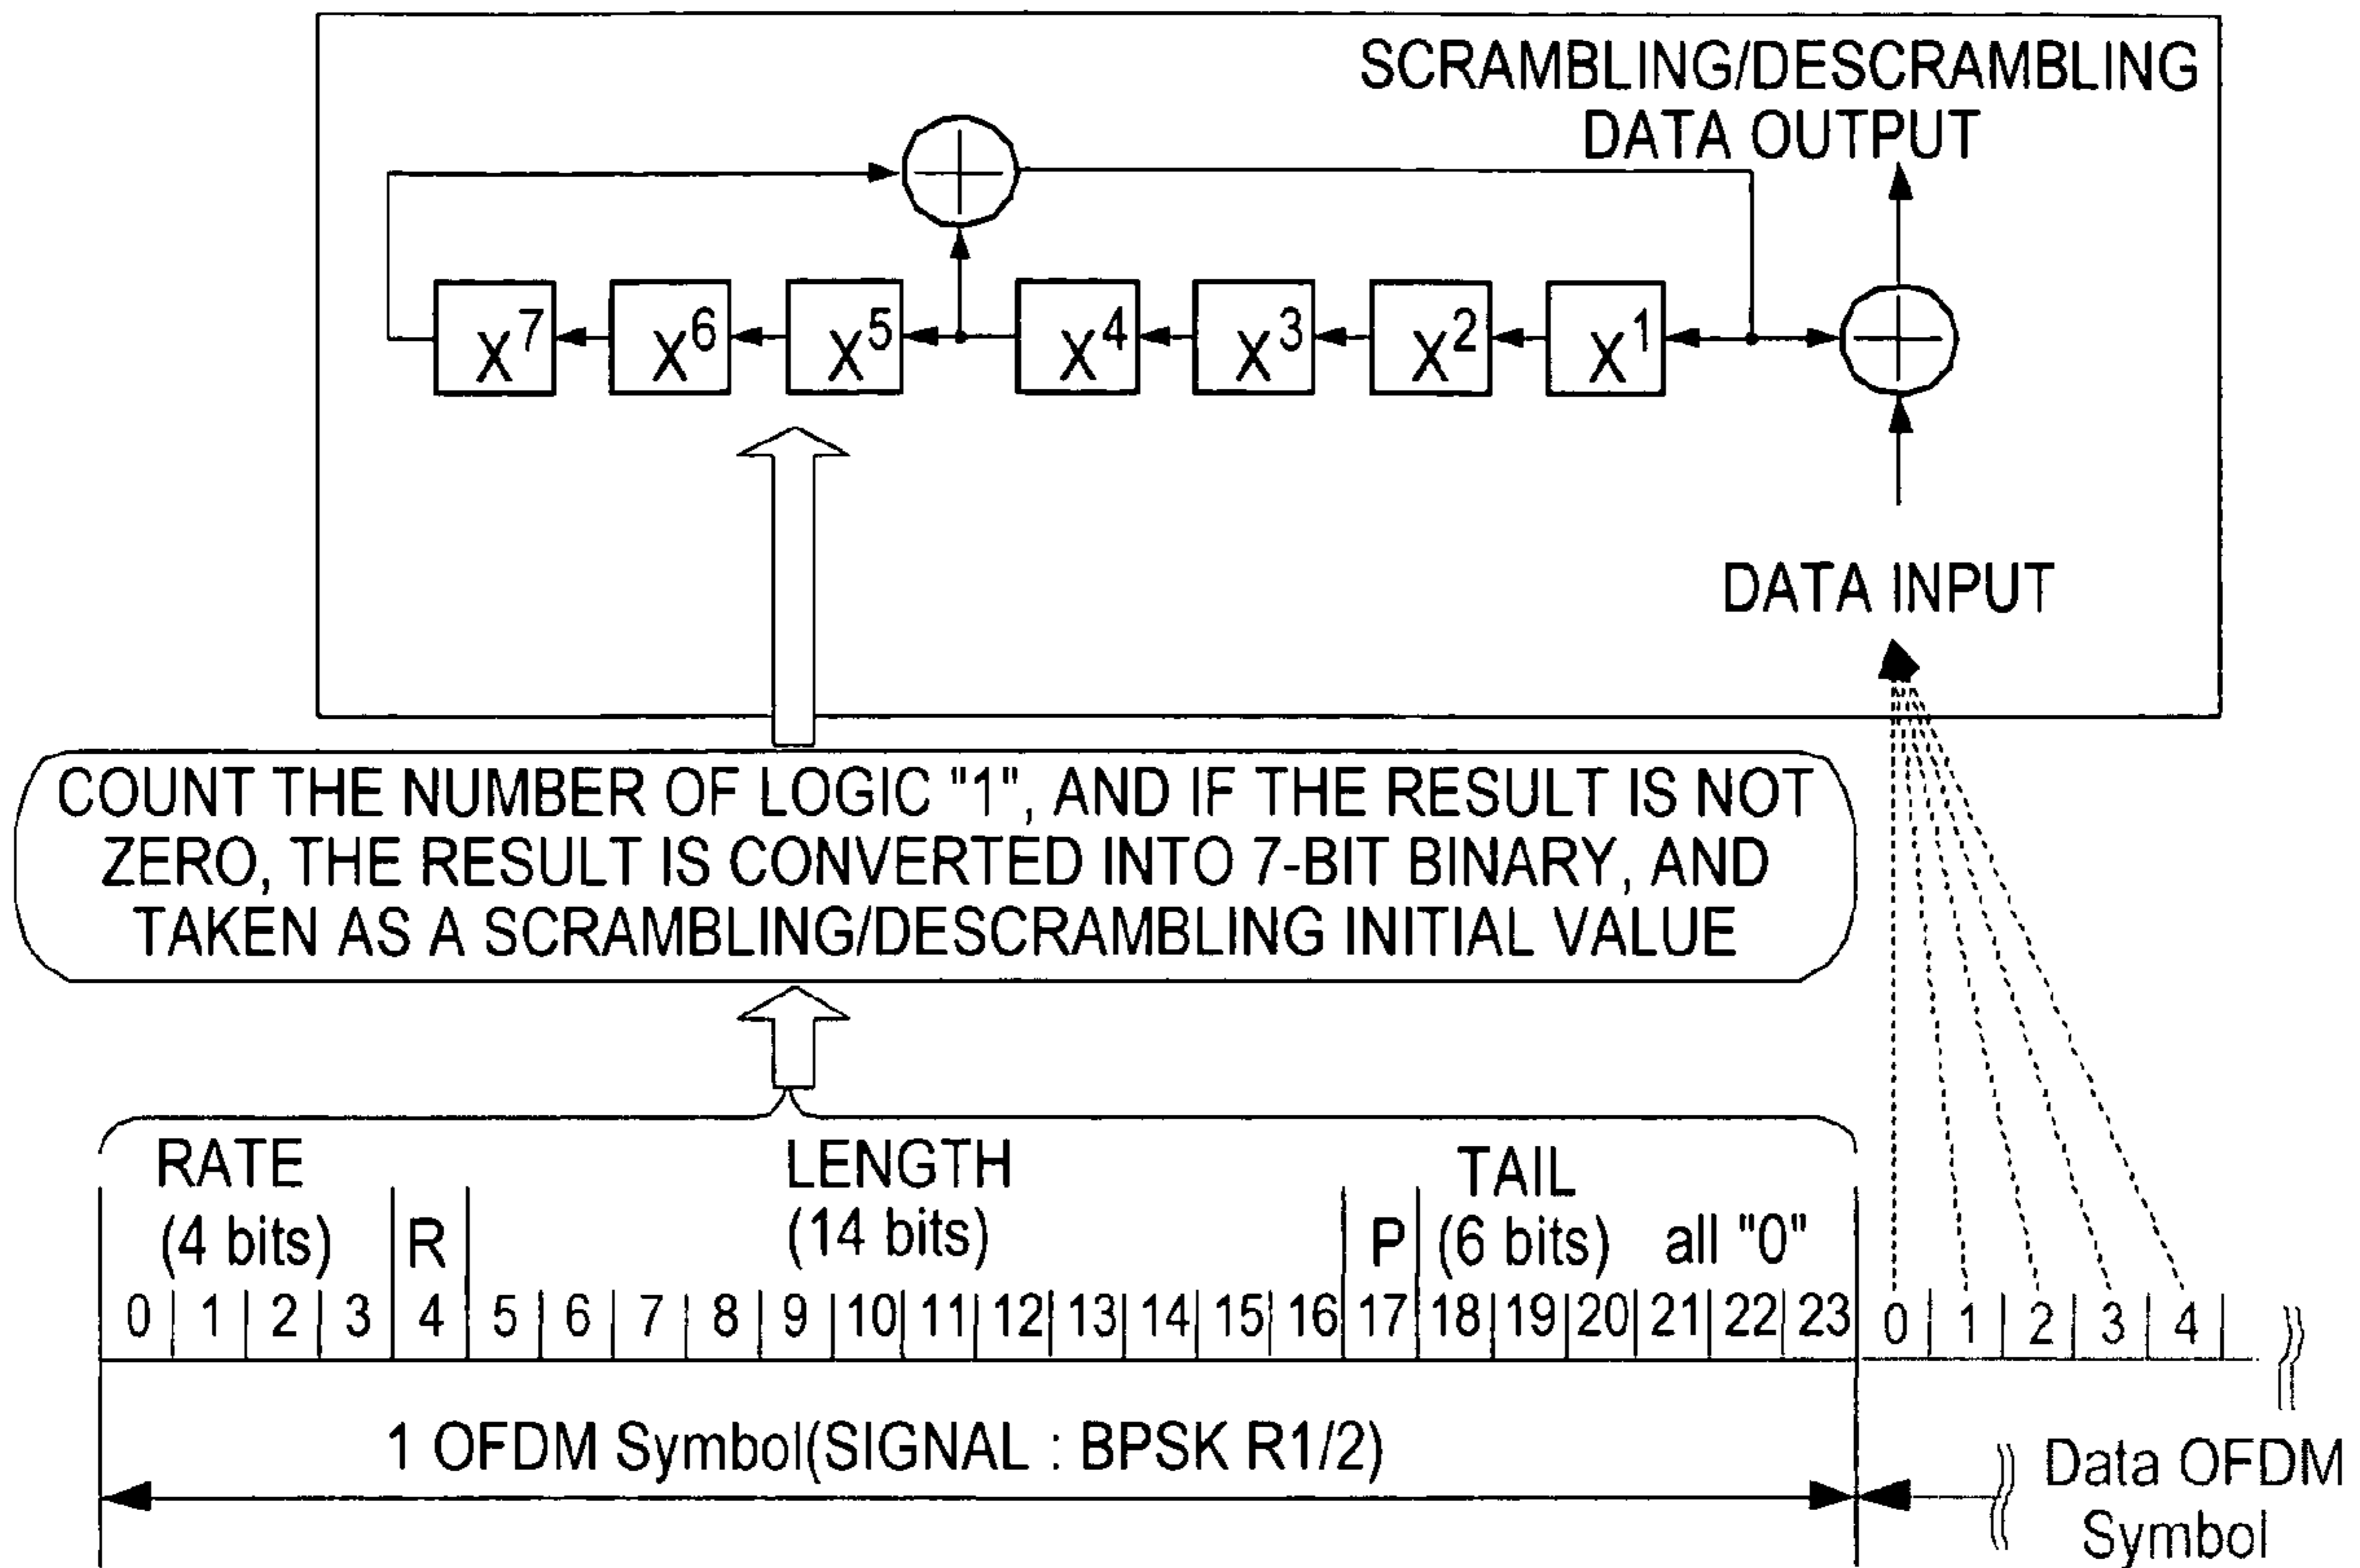 SCRAMBLING/DESCRAMBLING
DATA OUTPUT
X7 X6 X5 X4 X3 X2 X1
DATA INPUT
COUNT THE NUMBER OF LOGIC "1", AND IF THE RESULT IS NOT
ZERO, THE RESULT IS CONVERTED INTO 7-BIT BINARY, AND
TAKEN AS A SCRAMBLING/DESCRAMBLING INITIAL VALUE
RATE LENGTH TAIL
(4 bits) R (14 bits) P (6 bits) all "0"
0 1 2 3 4 5 6 7 8 9 10 11 12 13 14 15 16 17 18 19 20 21 22 23 0 1 2 3 4
1 OFDM Symbol(SIGNAL : BPSK R1/2)
Data OFDM
Symbol